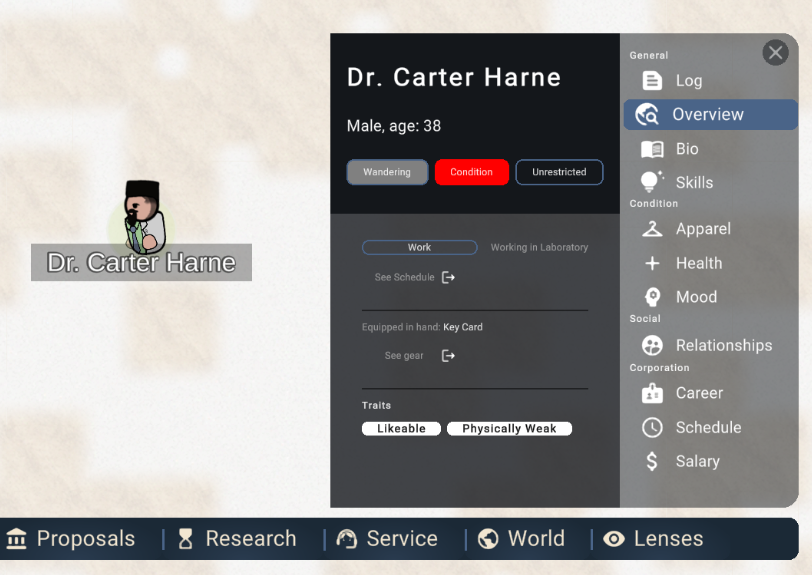 Dr. Carter Harne
Dr. Carter Harne
Male, age: 38
Wandering
Condition
Unrestricted
Work
Working in Laboratory
See Schedule
Equipped in hand: Key Card
See gear
Traits
Likeable
Physically Weak
General
Log
Overview
Bio
Skills
Condition
Apparel
Health
Mood
Social
Relationships
Corporation
Career
Schedule
Salary
Proposals
Research
Service
World
Lenses